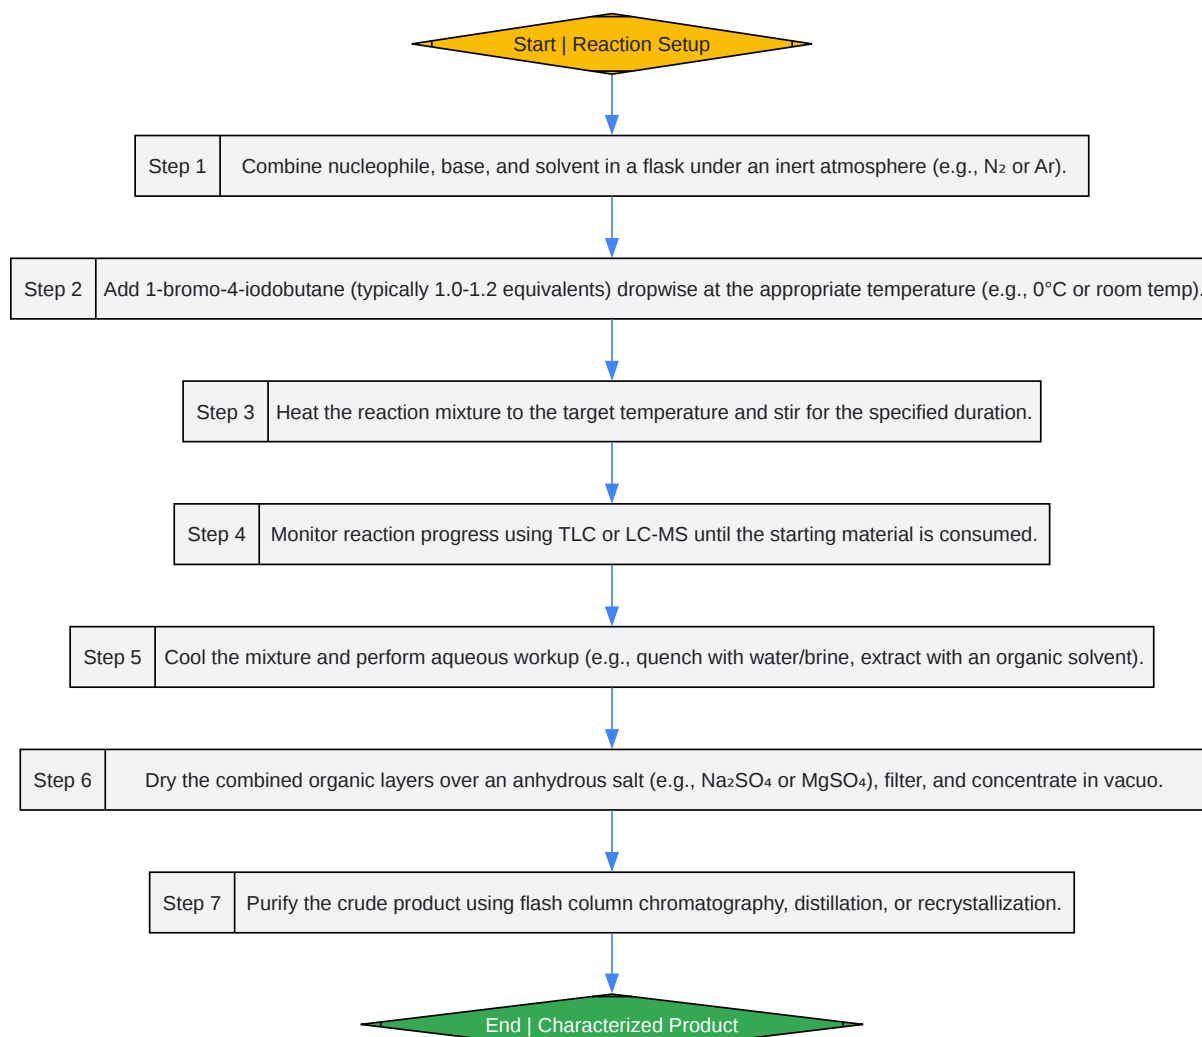 Start | Reaction Setup
Step 1
Combine nucleophile, base, and solvent in a flask under an inert atmosphere (e.g., N₂ or Ar).
Step 2
Add 1-bromo-4-iodobutane (typically 1.0-1.2 equivalents) dropwise at the appropriate temperature (e.g., 0°C or room temp).
Step 3
Heat the reaction mixture to the target temperature and stir for the specified duration.
Step 4
Monitor reaction progress using TLC or LC-MS until the starting material is consumed.
Step 5
Cool the mixture and perform aqueous workup (e.g., quench with water/brine, extract with an organic solvent).
Step 6
Dry the combined organic layers over an anhydrous salt (e.g., Na₂SO₄ or MgSO₄), filter, and concentrate in vacuo.
Step 7
Purify the crude product using flash column chromatography, distillation, or recrystallization.
End | Characterized Product